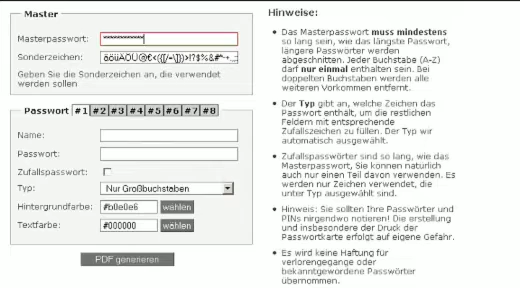 Master
Masterpasswort: ************
Sonderzeichen:
Geben Sie die Sonderzeichen an, die verwendet
werden sollen
Passwort #1 #2 #3 #4 #5 #6 #7 #8
Name:
Passwort:
Zufallspasswort:
Typ: Nur Großbuchstaben
Hintergrundfarbe: #b0e0e6 wählen
Textfarbe: #000000 wählen
PDF generieren
Hinweise:
Das Masterpasswort muss mindestens
so lang sein, wie das längste Passwort,
längere Passwörter werden
abgeschnitten. Jeder Buchstabe (A-Z)
darf nur einmal enthalten sein. Bei
doppelten Buchstaben werden alle
weiteren Vorkommen entfernt.
Der Typ gibt an, welche Zeichen das
Passwort enthält, um die restlichen
Feldern mit entsprechende
Zufallszeichen zu füllen. Der Typ wir
automatisch ausgewählt.
Zufallspasswörter sind so lang, wie das
Masterpasswort, Sie können natürlich
auch nur einen Teil davon verwenden. Es
werden nur Zeichen verwendet, die
unter Typ ausgewählt sind.
Hinweis: Sie sollten Ihre Passwörter und
PINs nirgendwo notieren! Die erstellung
und insbesondere der Druck der
Passwortkarte erfolgt auf eigene Gefahr.
Es wird keine Haftung für
verlorengegange oder
bekanntgewordene Passwörter
übernommen.